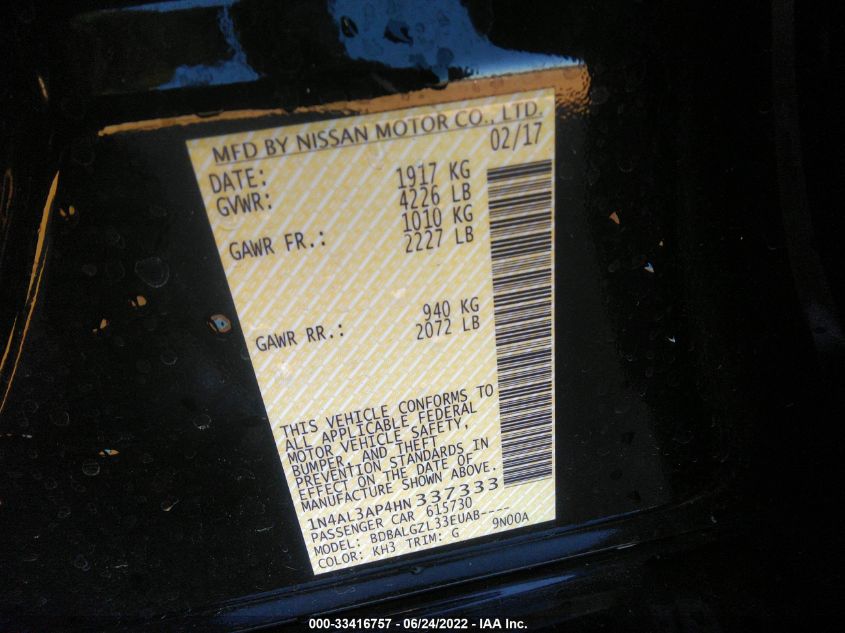 MFD BY NISSAN MOTOR CO., LTD.
DATE: 02/17
GVWR: 1917 KG
4226 LB
GAWR FR.: 1010 KG
2227 LB
GAWR RR.: 940 KG
2072 LB
THIS VEHICLE CONFORMS TO
ALL APPLICABLE FEDERAL
MOTOR VEHICLE SAFETY,
BUMPER, AND THEFT
PREVENTION STANDARDS IN
EFFECT ON THE DATE OF
MANUFACTURE SHOWN ABOVE.
1N4AL3AP4HN337333
PASSENGER CAR 615730
MODEL: BDBALGZL33EUAB----
COLOR: KH3 TRIM: G 9N00A
000-33416757 - 06/24/2022 - IAA Inc.